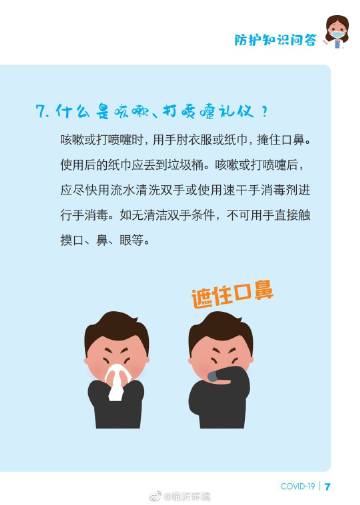 防护知识问答
7. 什么是咳嗽、打喷嚏礼仪？
咳嗽或打喷嚏时，用手肘衣服或纸巾，掩住口鼻。
使用后的纸巾应丢到垃圾桶。咳嗽或打喷嚏后，
应尽快用流水清洗双手或使用速干手消毒剂进
行手消毒。如无清洁双手条件，不可用手直接触
摸口、鼻、眼等。
遮住口鼻
COVID-19 | 7
@临沂环境